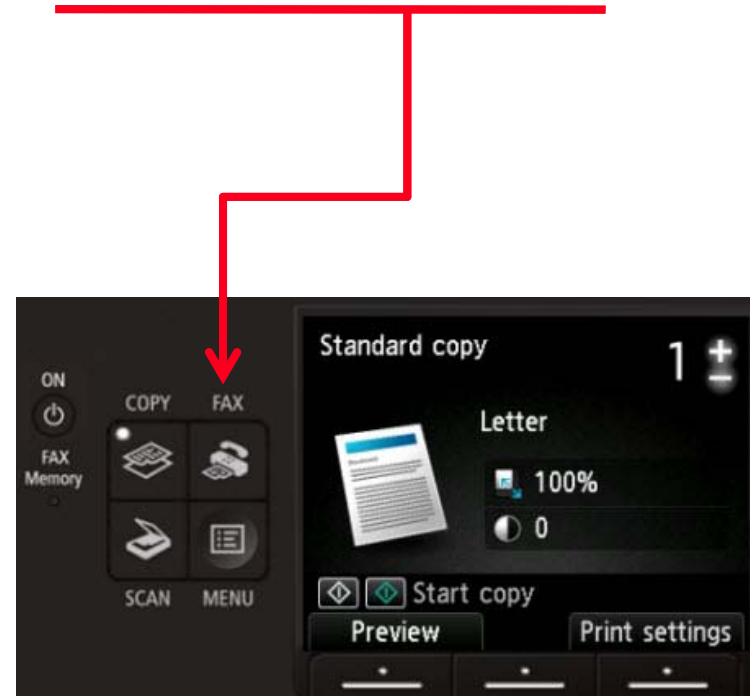 ON
FAX
Memory
COPY FAX
SCAN MENU
Standard copy
1 + -
Letter
100%
0
Start copy
Preview Print settings